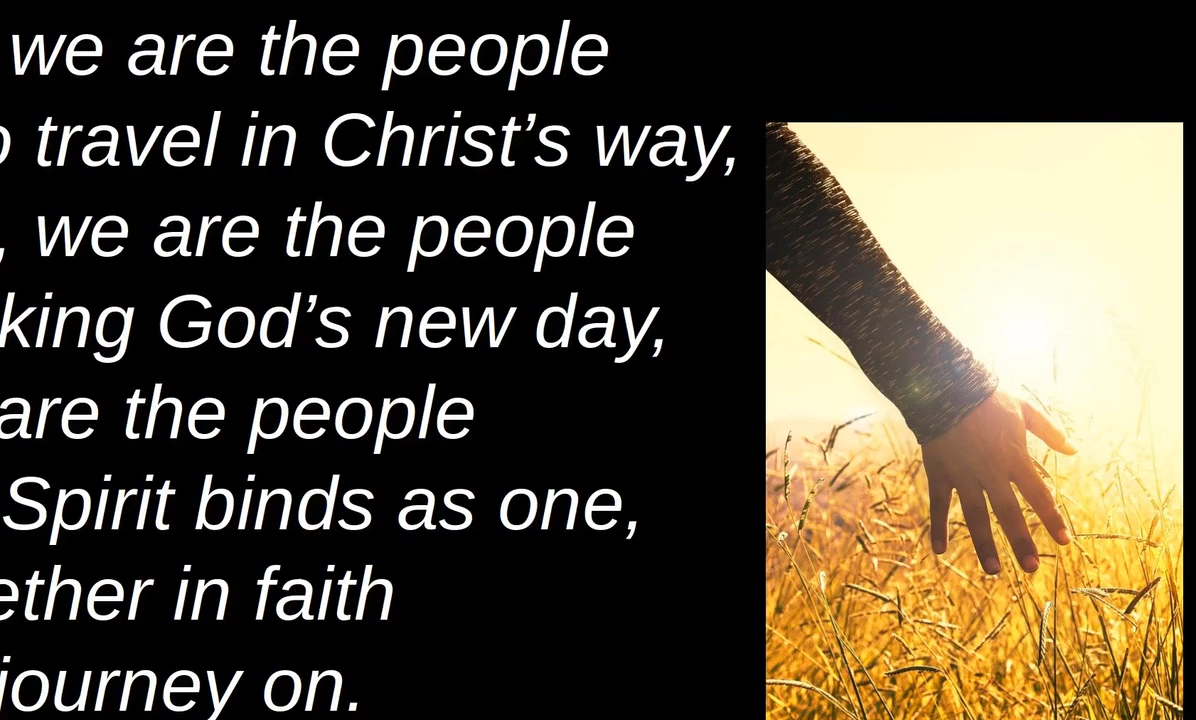 we are the people
o travel in Christ’s way,
, we are the people
king God’s new day,
are the people
Spirit binds as one,
ether in faith
journey on.